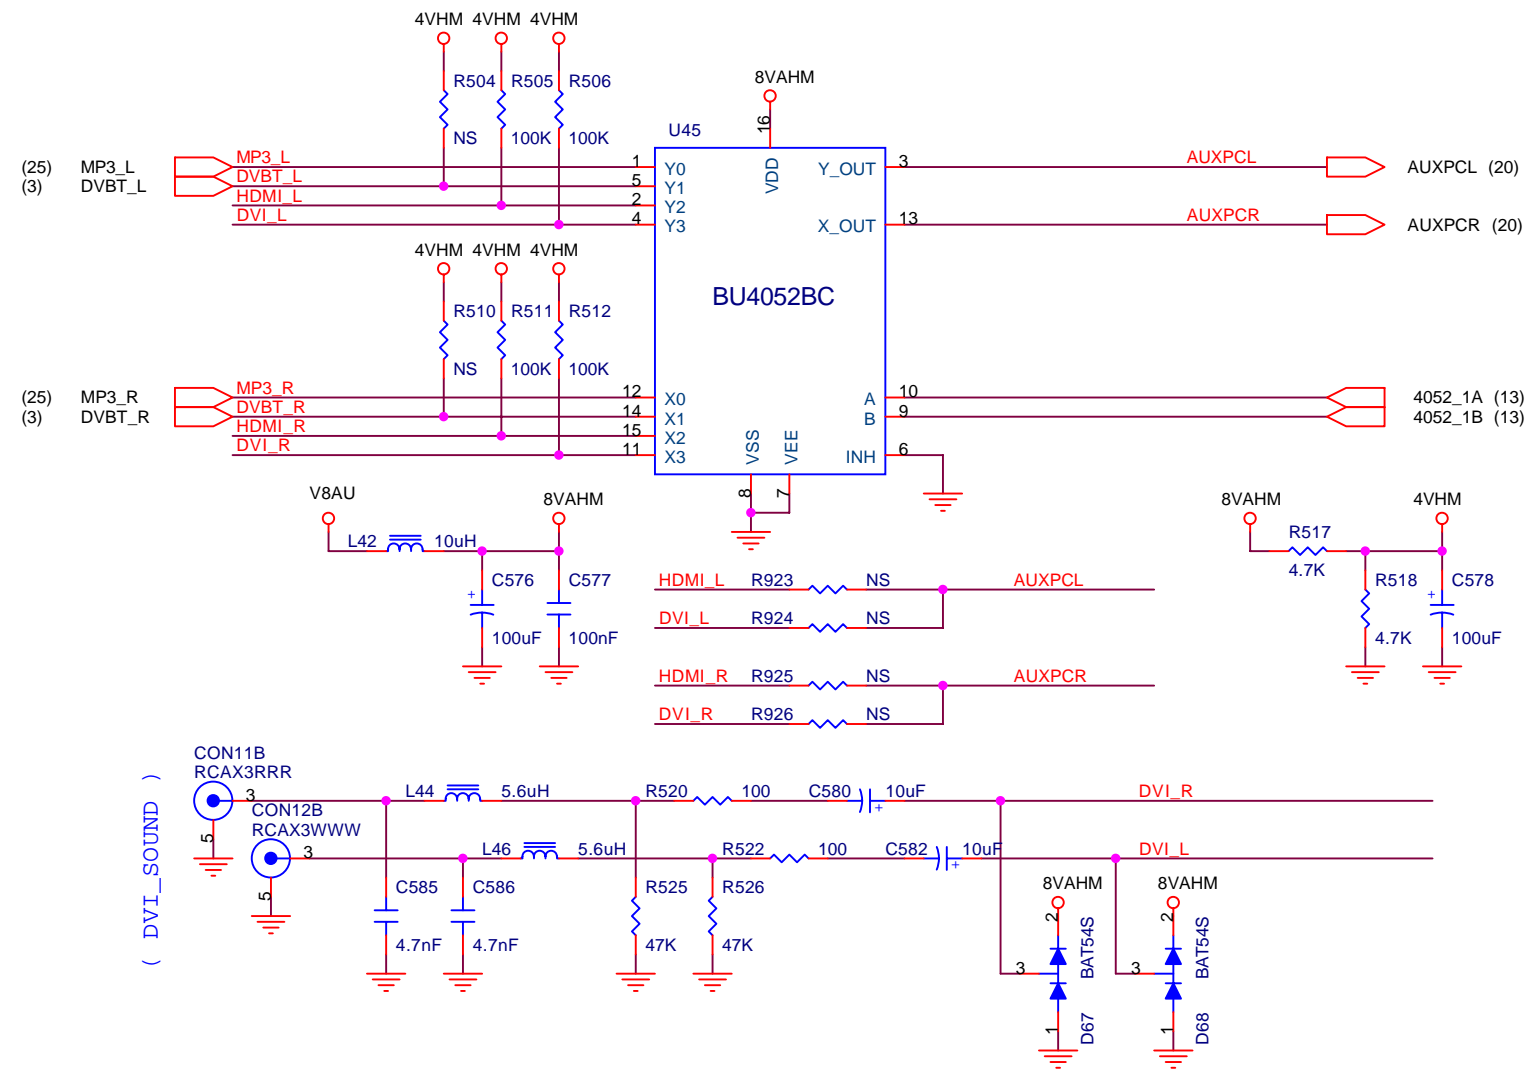 4VHM 4VHM 4VHM
R504 R505 R506
NS 100K 100K
8VAHM
16
U45
VDD
(25) MP3_L
(3) DVBT_L
MP3_L
DVBT_L
HDMI_L
DVI_L
1 Y0
5 Y1
2 Y2
4 Y3
Y_OUT 3 AUXPCL AUXPCL (20)
X_OUT 13 AUXPCR AUXPCR (20)
4VHM 4VHM 4VHM
R510 R511 R512
NS 100K 100K
BU4052BC
(25) MP3_R
(3) DVBT_R
MP3_R
DVBT_R
HDMI_R
DVI_R
12 X0
14 X1
15 X2
11 X3
A 10 4052_1A (13)
B 9 4052_1B (13)
INH 6
VSS VEE
8 7
V8AU 8VAHM
L42 10uH
C576 C577
+
100uF 100nF
8VAHM 4VHM
R517
4.7K
R518 C578
+
4.7K 100uF
HDMI_L R923 NS AUXPCL
DVI_L R924 NS
HDMI_R R925 NS AUXPCR
DVI_R R926 NS
( DVI_SOUND )
CON11B
RCAX3RRR
3
5
L44 5.6uH R520 100 C580 + 10uF DVI_R
CON12B
RCAX3WWW
3
5
L46 5.6uH R522 100 C582 + 10uF DVI_L
C585 C586 R525 R526
4.7nF 4.7nF 47K 47K
8VAHM 8VAHM
2 BAT54S 2 BAT54S
3 3
1 D67 1 D68